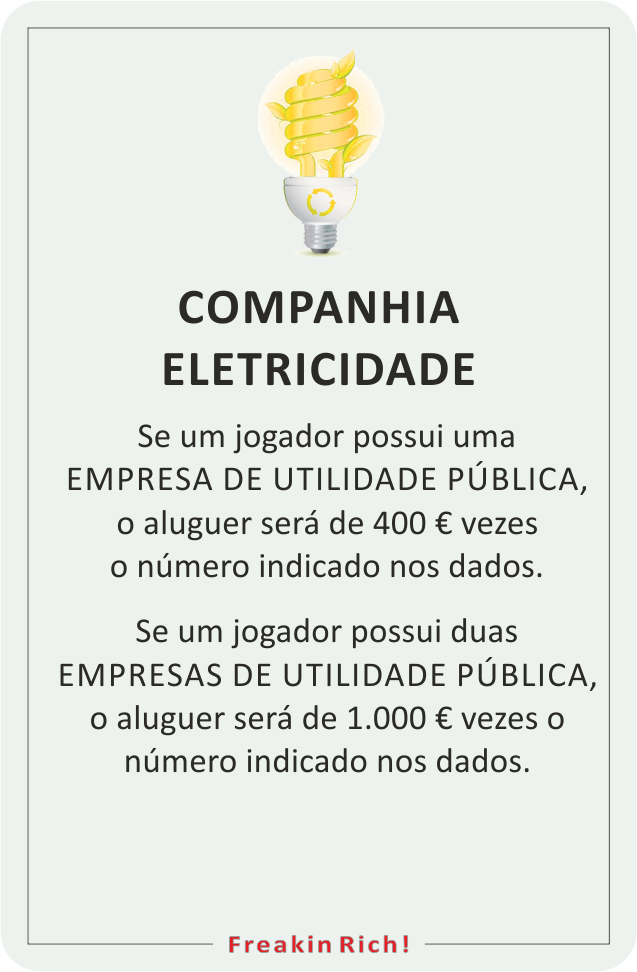 COMPANHIA
ELETRICIDADE
Se um jogador possui uma
EMPRESA DE UTILIDADE PÚBLICA,
o aluguer será de 400 € vezes
o número indicado nos dados.
Se um jogador possui duas
EMPRESAS DE UTILIDADE PÚBLICA,
o aluguer será de 1.000 € vezes o
número indicado nos dados.
Freakin Rich!